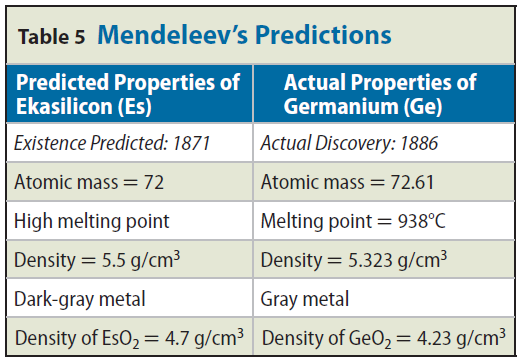 Table 5 Mendeleev's Predictions
Predicted Properties of
Ekasilicon (Es)
Actual Properties of
Germanium (Ge)
Existence Predicted: 1871
Actual Discovery: 1886
Atomic mass = 72
Atomic mass = 72.61
High melting point
Melting point = 938°C
Density = 5.5 g/cm³
Density = 5.323 g/cm³
Dark-gray metal
Gray metal
Density of EsO₂ = 4.7 g/cm³
Density of GeO₂ = 4.23 g/cm³